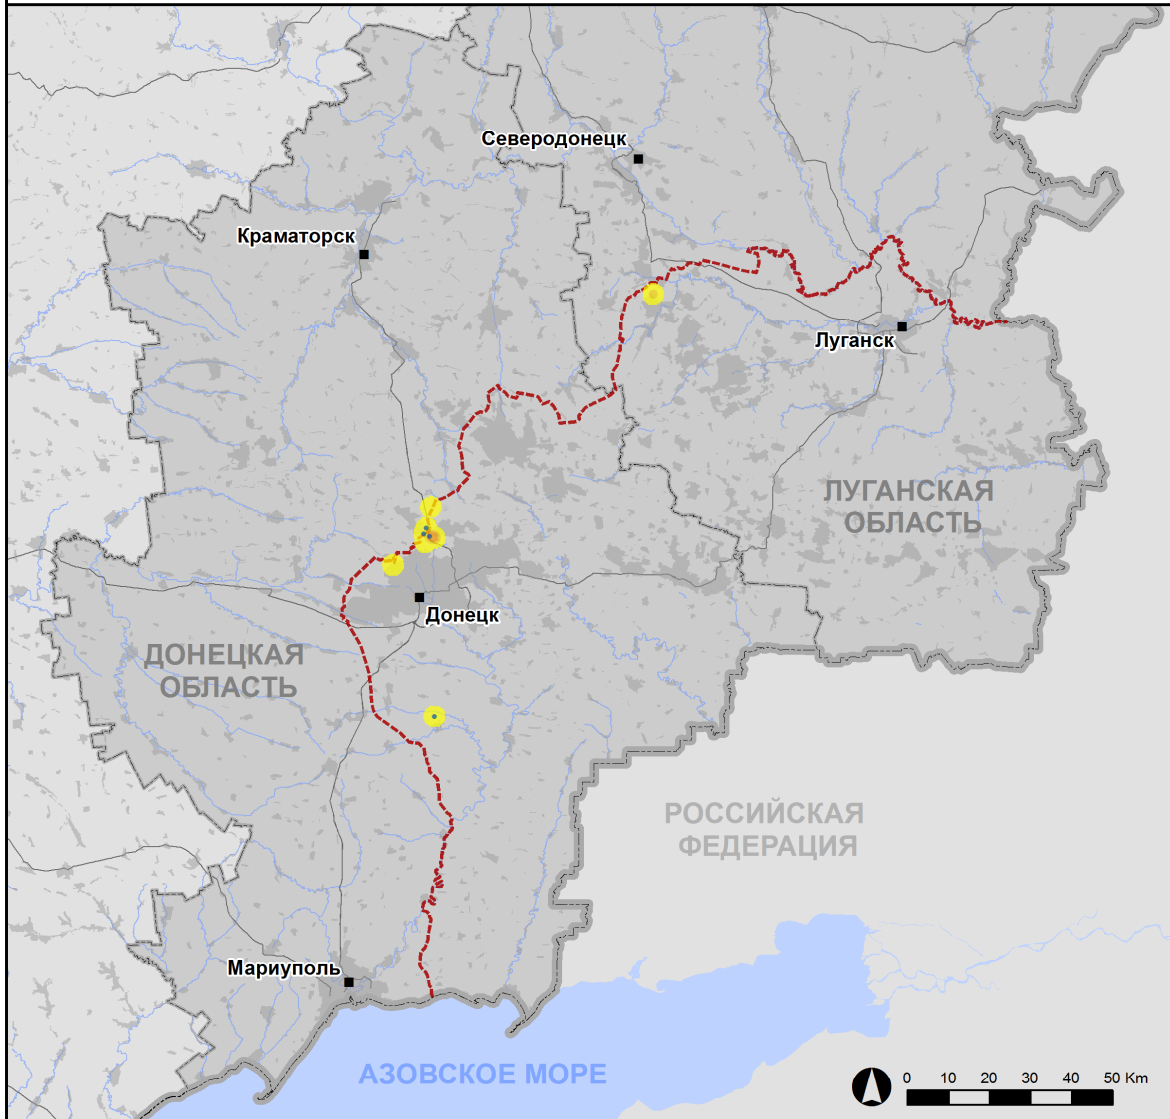 Северодонецк
Краматорск
Луганск
ЛУГАНСКАЯ
ОБЛАСТЬ
Донецк
ДОНЕЦКАЯ
ОБЛАСТЬ
РОССИЙСКАЯ
ФЕДЕРАЦИЯ
Мариуполь
АЗОВСКОЕ МОРЕ
0 10 20 30 40 50 Km